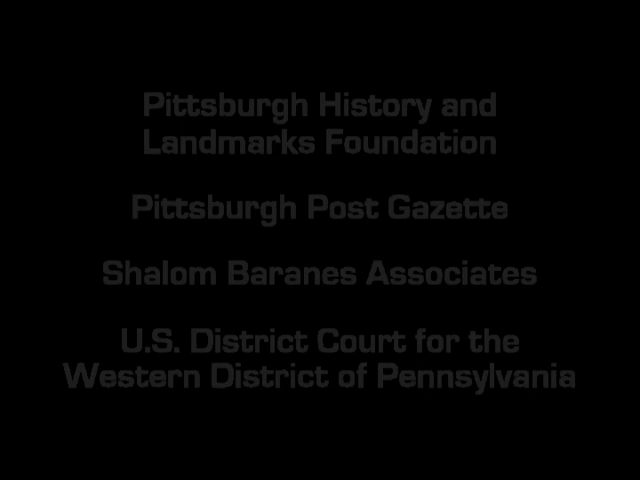 Pittsburgh History and
Landmarks Foundation
Pittsburgh Post Gazette
Shalom Baranes Associates
U.S. District Court for the
Western District of Pennsylvania